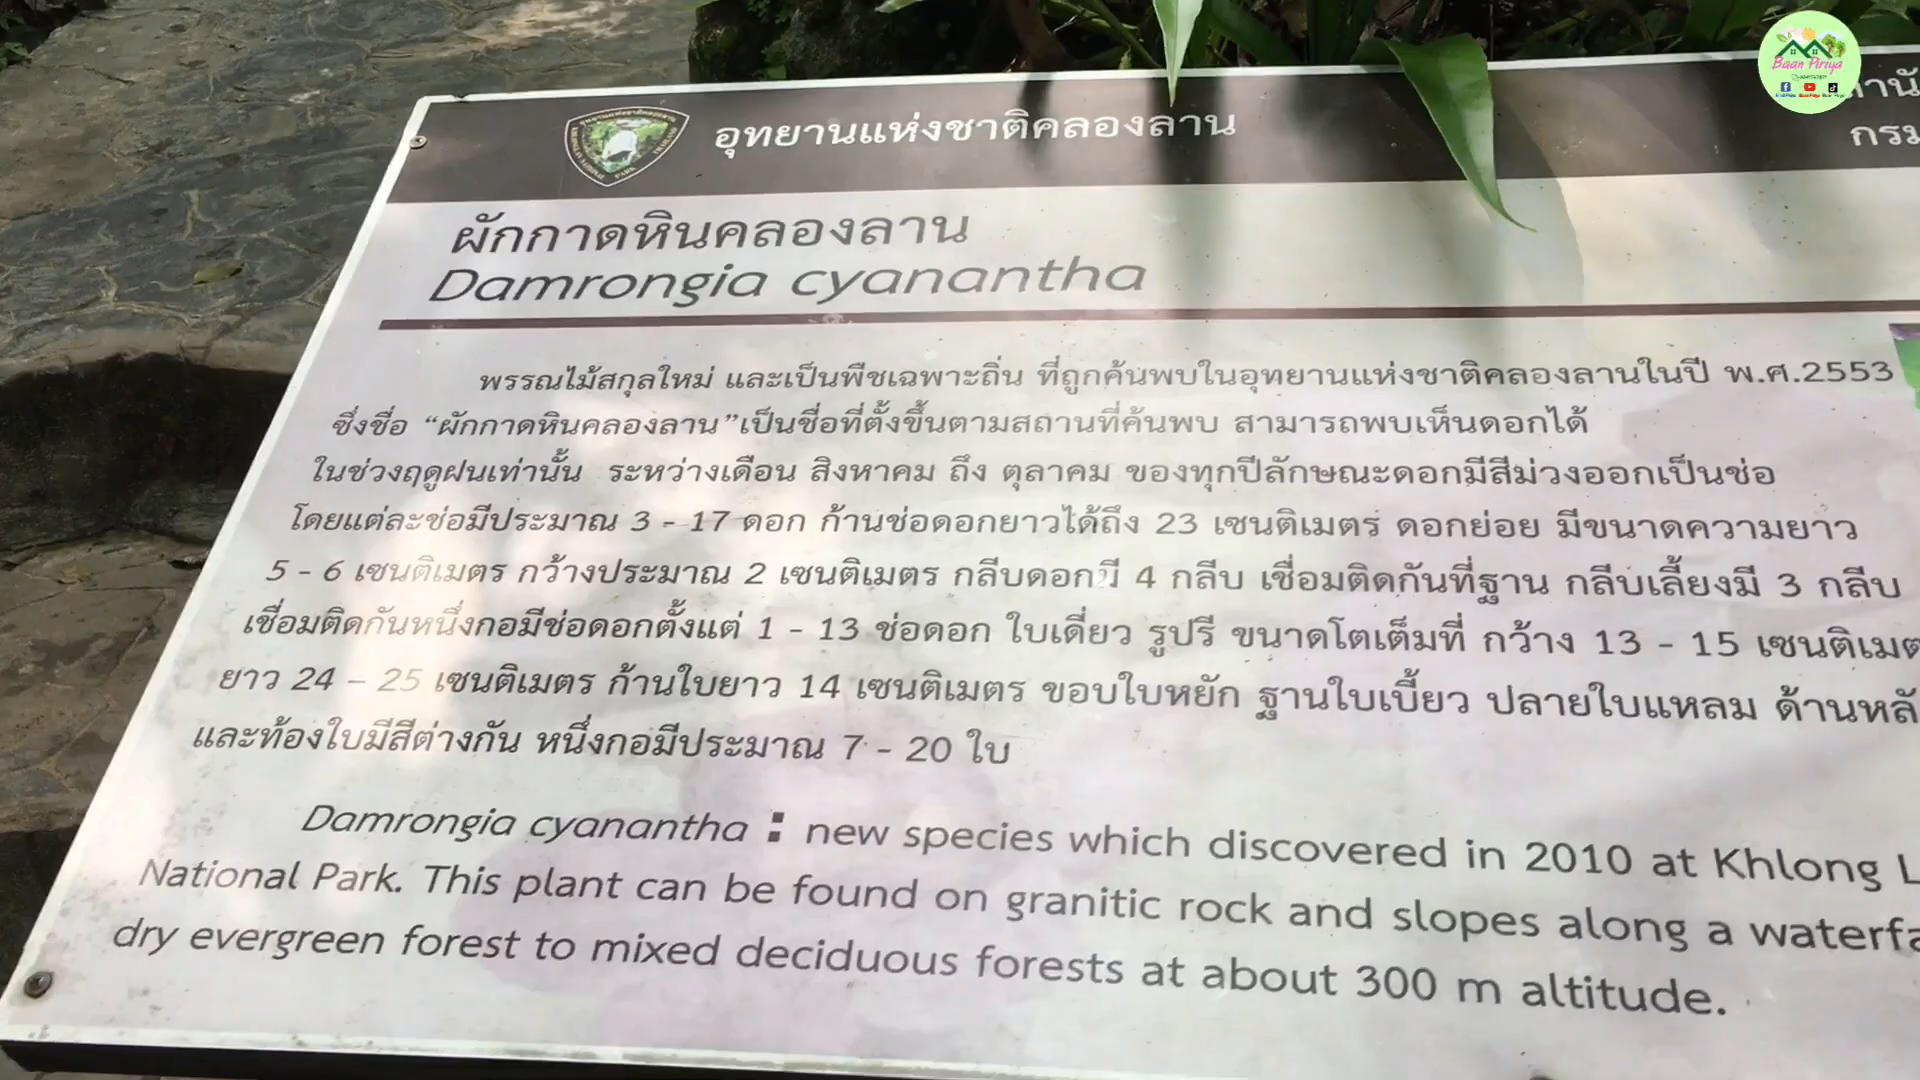 อุทยานแห่งชาติคลองลาน
กรม
Baan Piriya
ผักกาดหินคลองลาน
Damrongia cyanantha
พรรณไม้สกุลใหม่ และเป็นพืชเฉพาะถิ่น ที่ถูกค้นพบในอุทยานแห่งชาติคลองลานในปี พ.ศ.2553
ซึ่งชื่อ “ผักกาดหินคลองลาน”เป็นชื่อที่ตั้งขึ้นตามสถานที่ค้นพบ สามารถพบเห็นดอกได้
ในช่วงฤดูฝนเท่านั้น ระหว่างเดือน สิงหาคม ถึง ตุลาคม ของทุกปีลักษณะดอกมีสีม่วงออกเป็นช่อ
โดยแต่ละช่อมีประมาณ 3 - 17 ดอก ก้านช่อดอกยาวได้ถึง 23 เซนติเมตร ดอกย่อย มีขนาดความยาว
5 - 6 เซนติเมตร กว้างประมาณ 2 เซนติเมตร กลีบดอกมี 4 กลีบ เชื่อมติดกันที่ฐาน กลีบเลี้ยงมี 3 กลีบ
เชื่อมติดกันหนึ่งกอมีช่อดอกตั้งแต่ 1 - 13 ช่อดอก ใบเดี่ยว รูปรี ขนาดโตเต็มที่ กว้าง 13 - 15 เซนติเมต
ยาว 24 - 25 เซนติเมตร ก้านใบยาว 14 เซนติเมตร ขอบใบหยัก ฐานใบเบี้ยว ปลายใบแหลม ด้านหลั
และท้องใบมีสีต่างกัน หนึ่งกอมีประมาณ 7 - 20 ใบ
Damrongia cyanantha : new species which discovered in 2010 at Khlong L
National Park. This plant can be found on granitic rock and slopes along a waterfa
dry evergreen forest to mixed deciduous forests at about 300 m altitude.